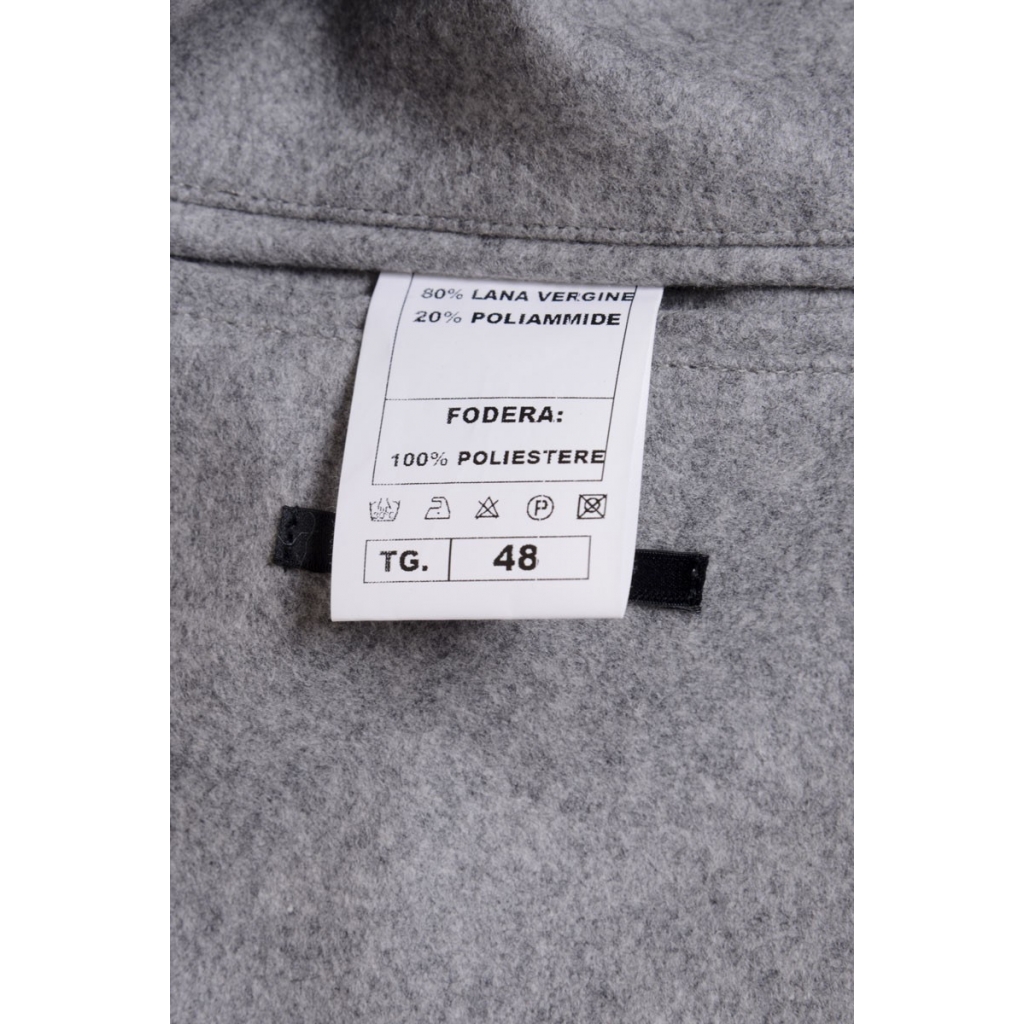 80% LANA VERGINE
20% POLIAMMIDE
FODERA:
100% POLIESTERE
P
TG. 48